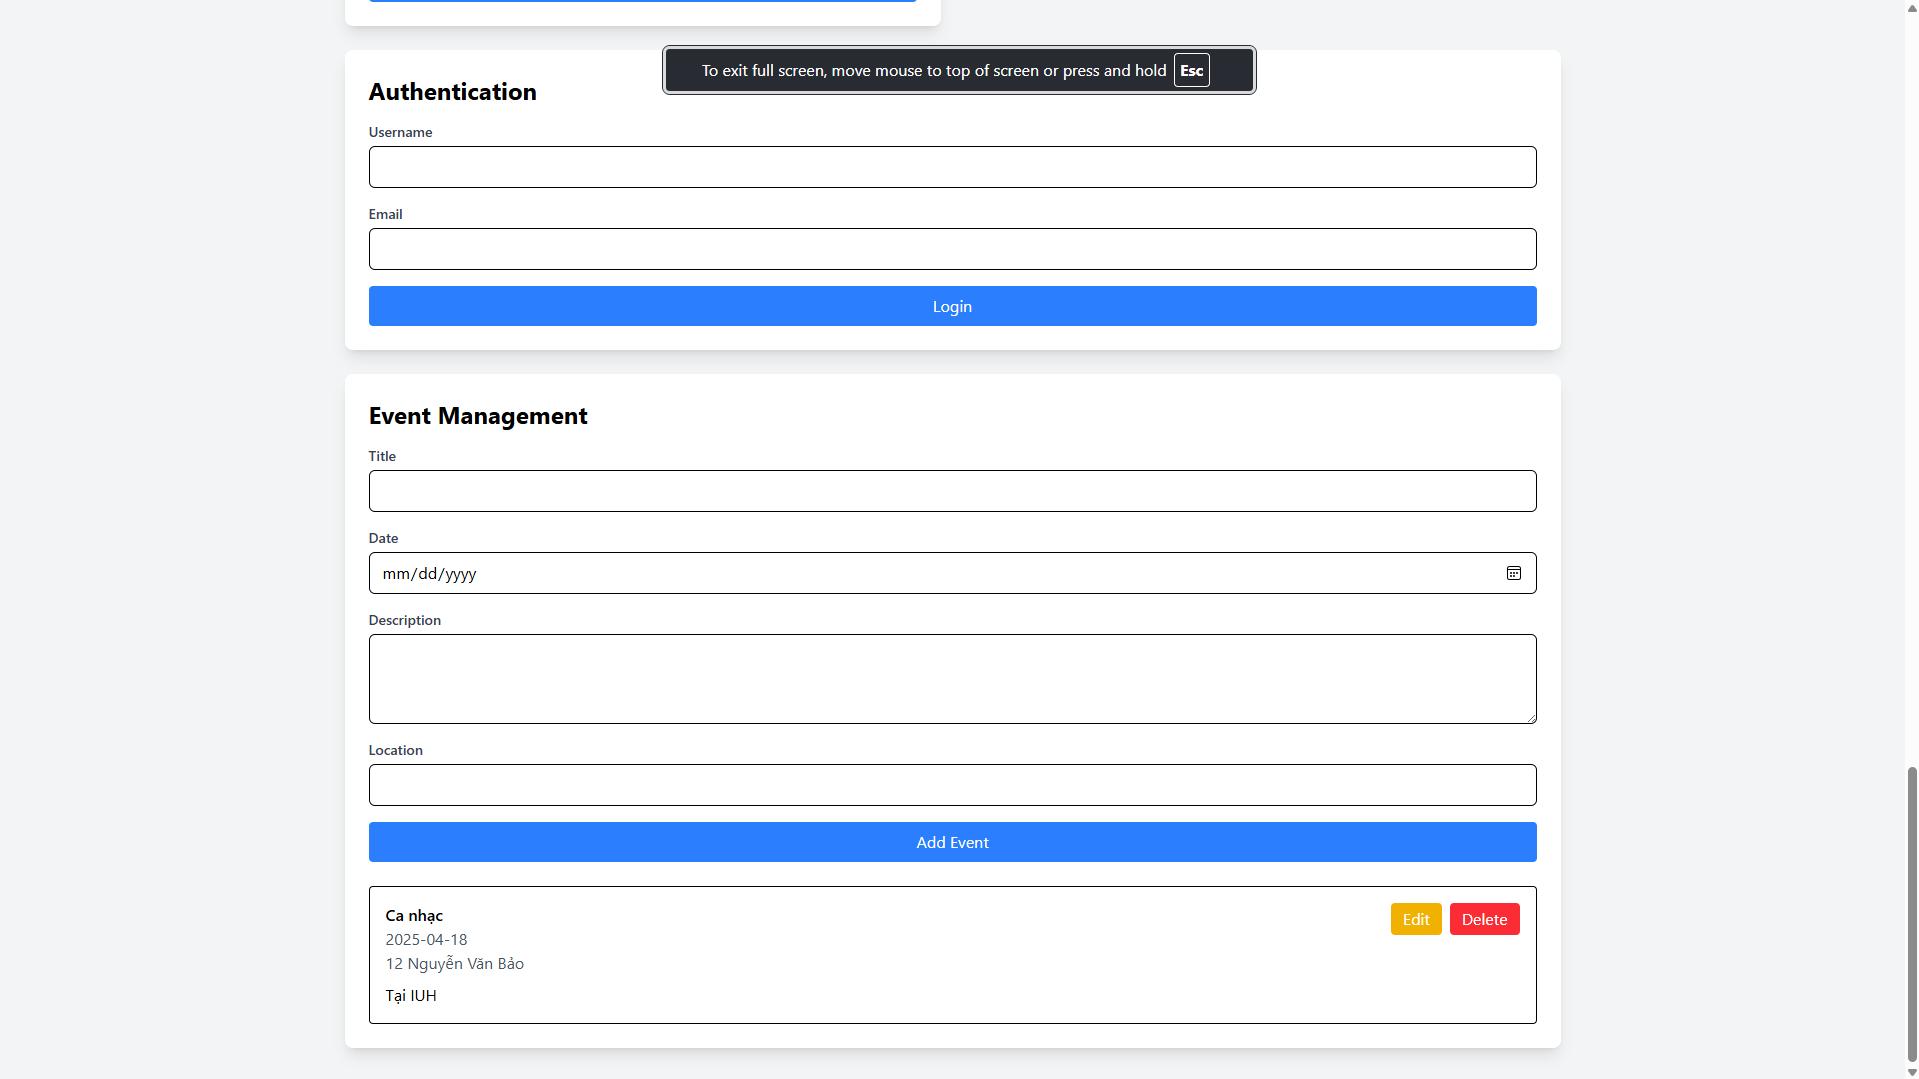 To exit full screen, move mouse to top of screen or press and hold Esc
Authentication
Username
Email
Login
Event Management
Title
Date
mm/dd/yyyy
Description
Location
Add Event
Ca nhạc
Edit
Delete
2025-04-18
12 Nguyễn Văn Bảo
Tại IUH